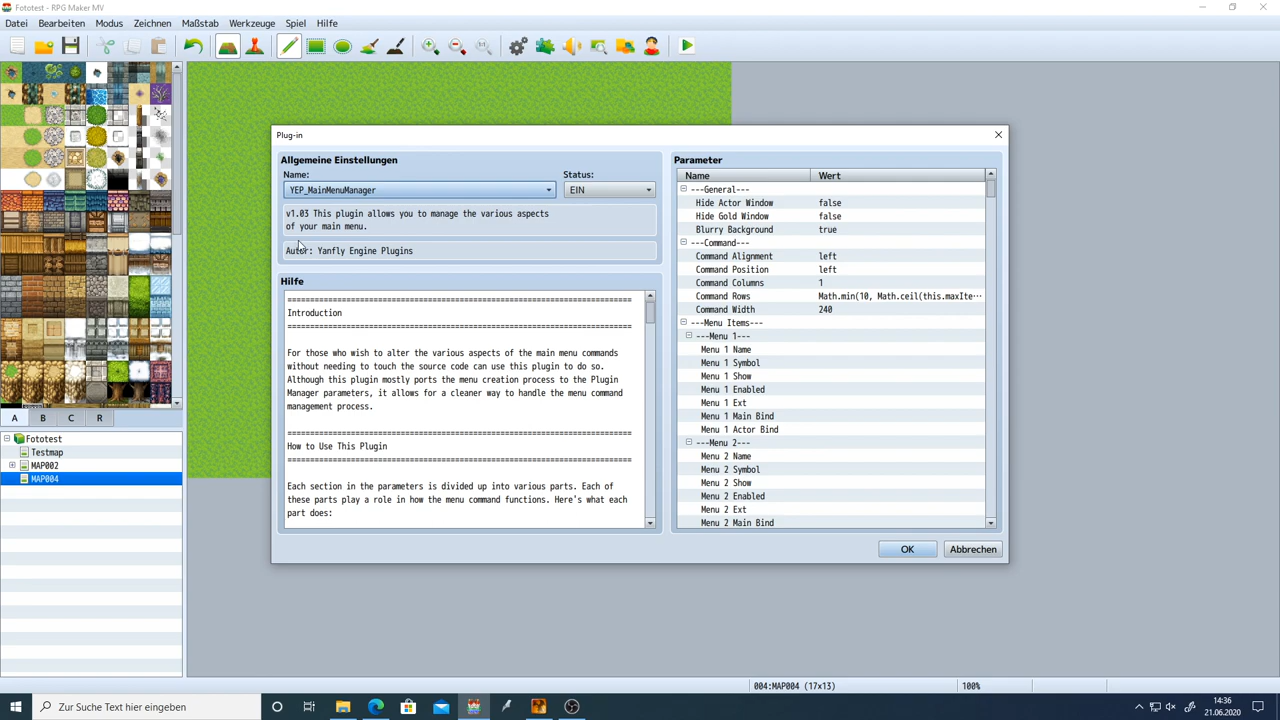 Fototest - RPG Maker MV
Datei Bearbeiten Modus Zeichnen Maßstab Werkzeuge Spiel Hilfe
1:1
Plug-in
Allgemeine Einstellungen
Name:
Status:
YEP_MainMenuManager
EIN
v1.03 This plugin allows you to manage the various aspects
of your main menu.
Autor: Yanfly Engine Plugins
Hilfe
================================================================================
Introduction
================================================================================
For those who wish to alter the various aspects of the main menu commands
without needing to touch the source code can use this plugin to do so.
Although this plugin mostly ports the menu creation process to the Plugin
Manager parameters, it allows for a cleaner way to handle the menu command
management process.
================================================================================
How to Use This Plugin
================================================================================
Each section in the parameters is divided up into various parts. Each of
these parts play a role in how the menu command functions. Here's what each
part does:
Parameter
Name Wert
---General---
Hide Actor Window false
Hide Gold Window false
Blurry Background true
---Command---
Command Alignment left
Command Position left
Command Columns 1
Command Rows Math.min(10, Math.ceil(this.maxIte···
Command Width 240
---Menu Items---
---Menu 1---
Menu 1 Name
Menu 1 Symbol
Menu 1 Show
Menu 1 Enabled
Menu 1 Ext
Menu 1 Main Bind
Menu 1 Actor Bind
---Menu 2---
Menu 2 Name
Menu 2 Symbol
Menu 2 Show
Menu 2 Enabled
Menu 2 Ext
Menu 2 Main Bind
OK Abbrechen
A B C R
Fototest
Testmap
MAP002
MAP004
004:MAP004 (17×13) 100%
Zur Suche Text hier eingeben
14:36
21.06.2020